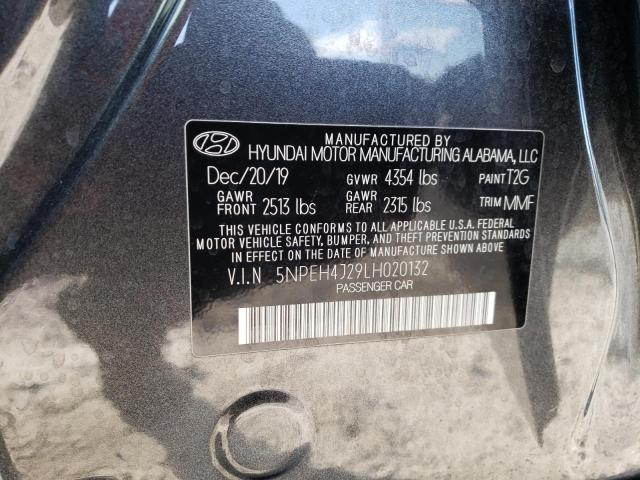 MANUFACTURED BY
HYUNDAI MOTOR MANUFACTURING ALABAMA, LLC
Dec/20/19 GVWR 4354 lbs PAINT T2G
GAWR FRONT 2513 lbs GAWR REAR 2315 lbs TRIM MMF
THIS VEHICLE CONFORMS TO ALL APPLICABLE U.S.A. FEDERAL
MOTOR VEHICLE SAFETY, BUMPER, AND THEFT PREVENTION STANDARDS
IN EFFECT ON THE DATE OF MANUFACTURE SHOWN ABOVE.
V.I.N 5NPEH4J29LH020132
PASSENGER CAR